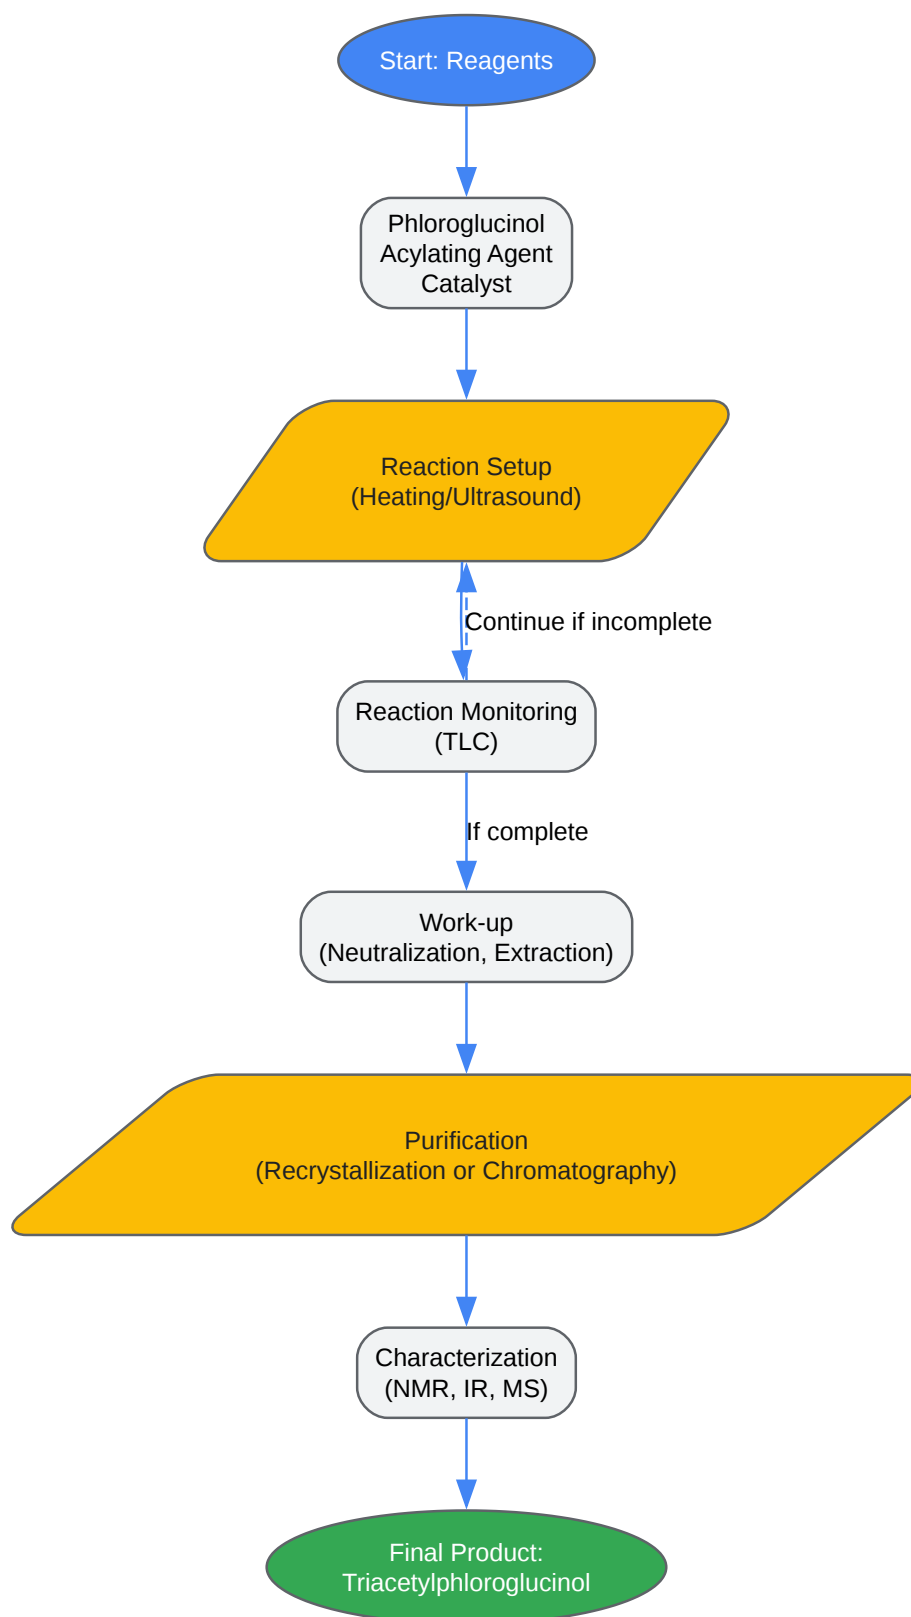 Start: Reagents
Phloroglucinol
Acylating Agent
Catalyst
Reaction Setup
(Heating/Ultrasound)
Continue if incomplete
Reaction Monitoring
(TLC)
If complete
Work-up
(Neutralization, Extraction)
Purification
(Recrystallization or Chromatography)
Characterization
(NMR, IR, MS)
Final Product:
Triacetylphloroglucinol